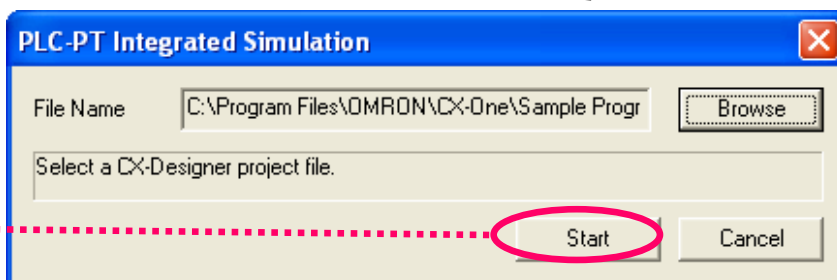 PLC-PT Integrated Simulation
File Name C:\Program Files\OMRON\CX-One\Sample Progr Browse
Select a CX-Designer project file.
Start Cancel